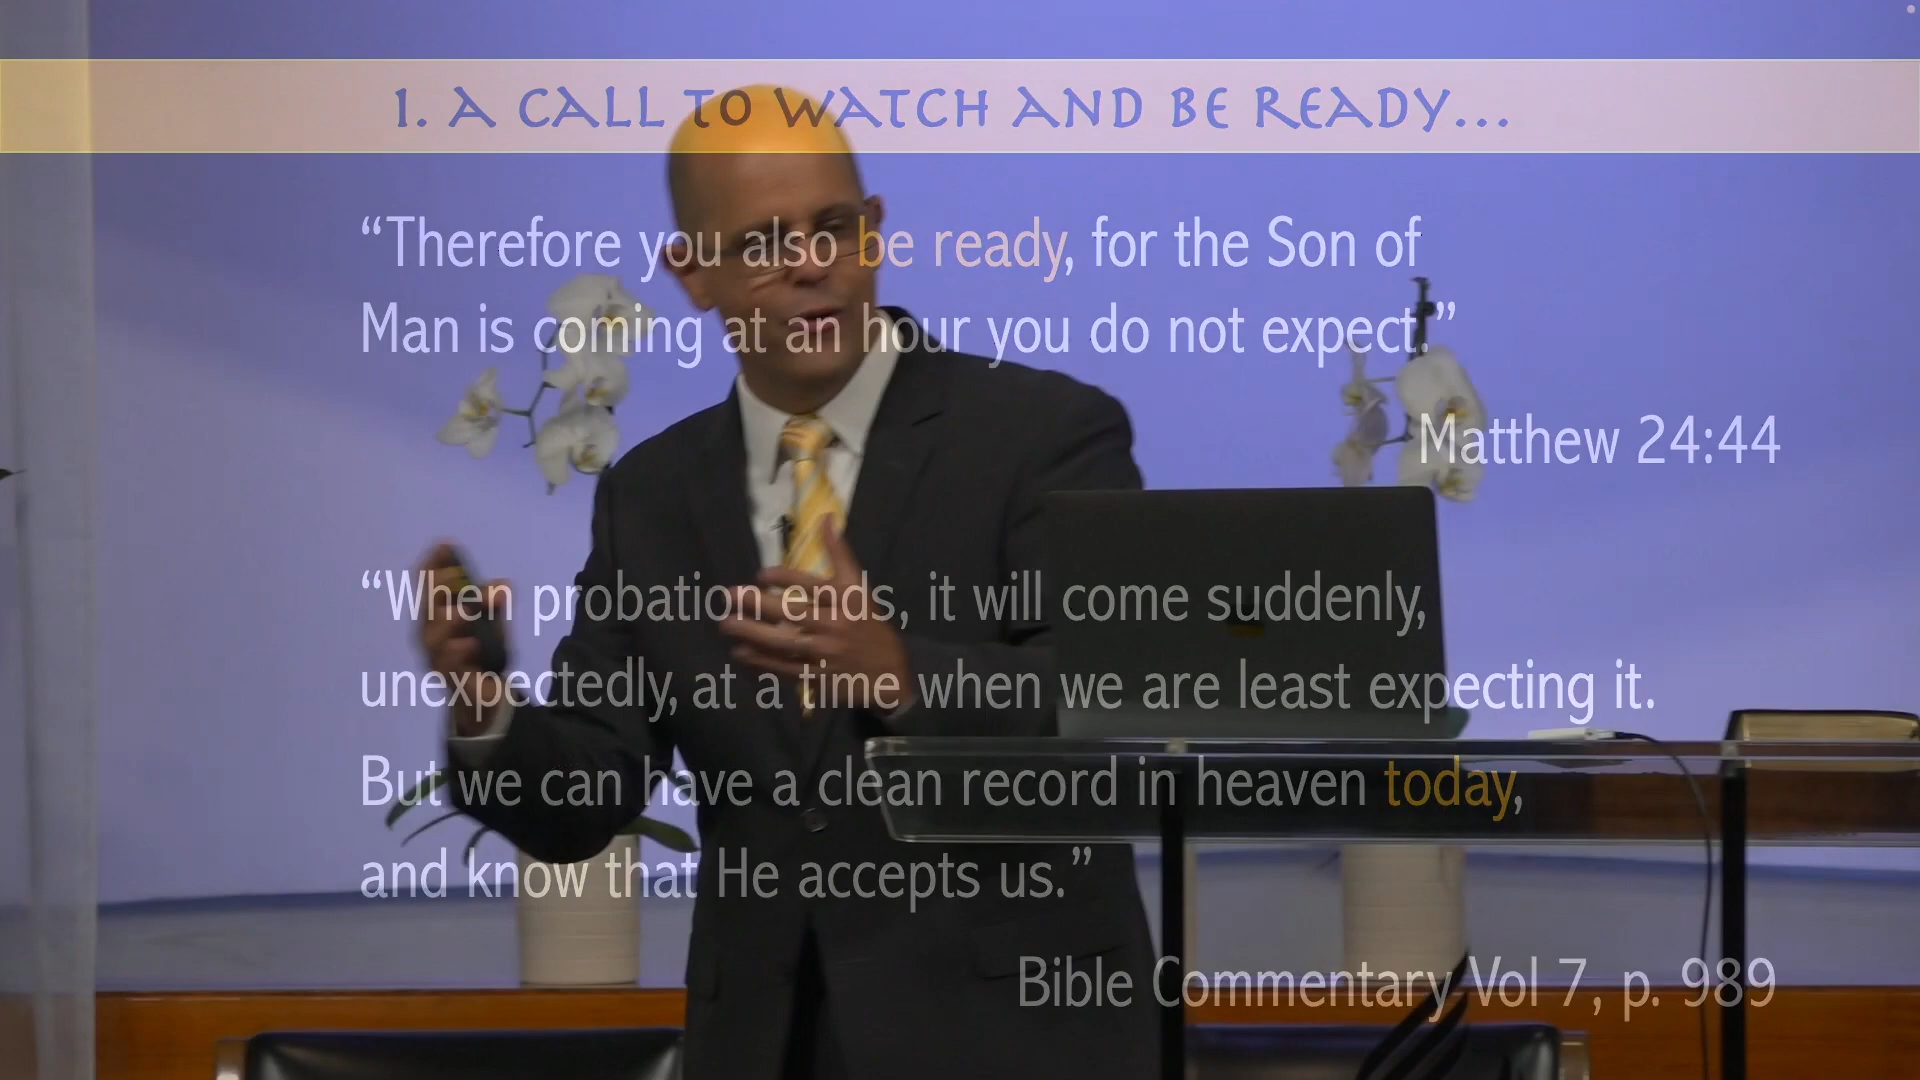 1. A CALL TO WATCH AND BE READY...
“Therefore you also be ready, for the Son of
Man is coming at an hour you do not expect.”
Matthew 24:44
“When probation ends, it will come suddenly,
unexpectedly, at a time when we are least expecting it.
But we can have a clean record in heaven today,
and know that He accepts us.”
Bible Commentary Vol 7, p. 989